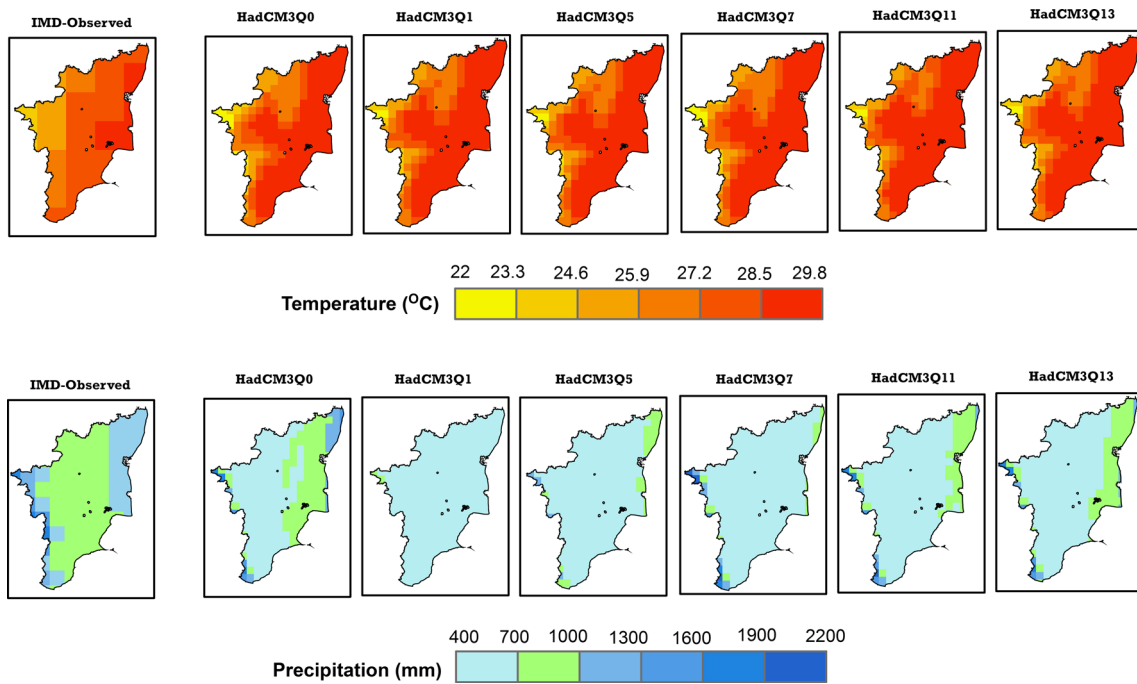 IMD-Observed
HadCM3Q0
HadCM3Q1
HadCM3Q5
HadCM3Q7
HadCM3Q11
HadCM3Q13
22 23.3 24.6 25.9 27.2 28.5 29.8
Temperature (OC)
IMD-Observed
HadCM3Q0
HadCM3Q1
HadCM3Q5
HadCM3Q7
HadCM3Q11
HadCM3Q13
400 700 1000 1300 1600 1900 2200
Precipitation (mm)